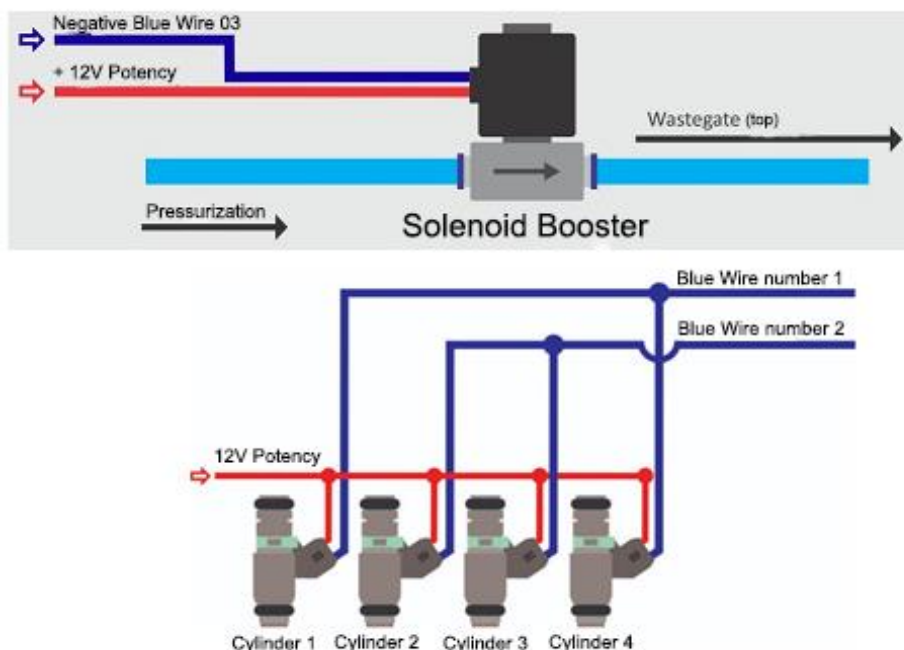 Negative Blue Wire 03
+ 12V Potency
Wastegate (top)
Pressurization
Solenoid Booster
Blue Wire number 1
Blue Wire number 2
12V Potency
Cylinder 1
Cylinder 2
Cylinder 3
Cylinder 4